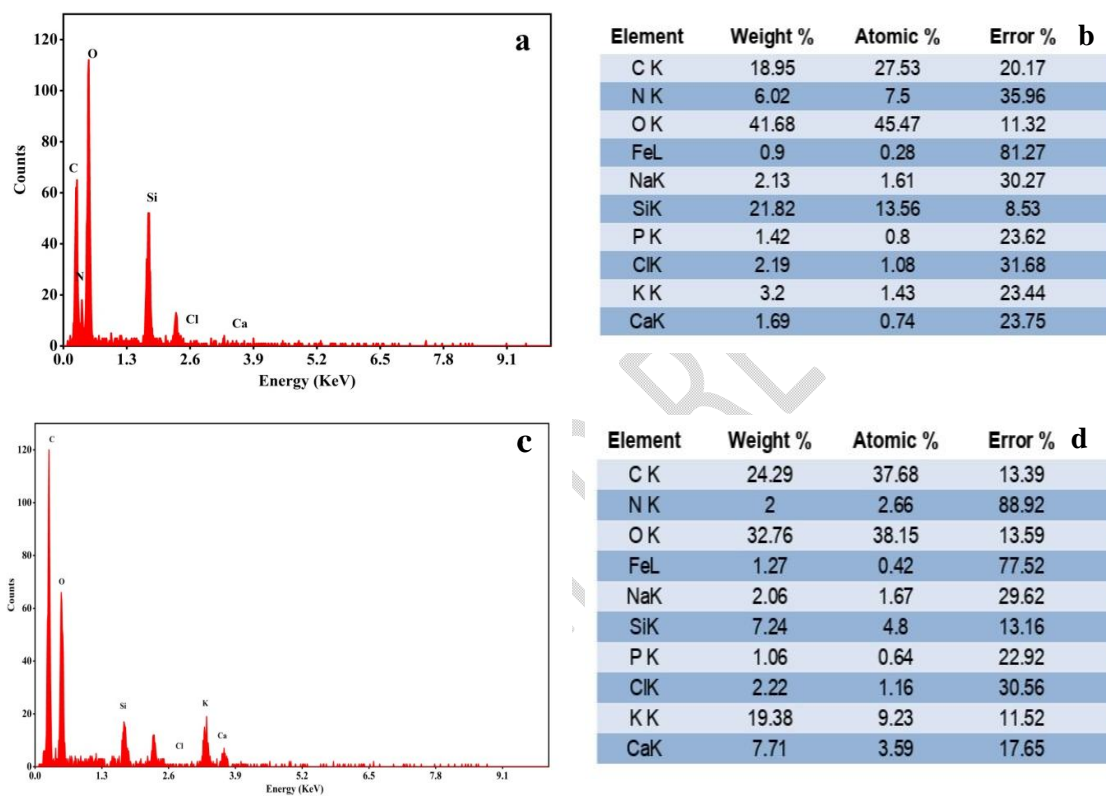 a
120
100
80
60
40
20
0
Counts
O
C
N
Si
Cl
Ca
0.0 1.3 2.6 3.9 5.2 6.5 7.8 9.1
Energy (KeV)
Element Weight % Atomic % Error % b
C K 18.95 27.53 20.17
N K 6.02 7.5 35.96
O K 41.68 45.47 11.32
FeL 0.9 0.28 81.27
NaK 2.13 1.61 30.27
SiK 21.82 13.56 8.53
P K 1.42 0.8 23.62
ClK 2.19 1.08 31.68
K K 3.2 1.43 23.44
CaK 1.69 0.74 23.75
c
120
100
80
60
40
20
0
Counts
C
O
Si
Cl
K
Ca
0.0 1.3 2.6 3.9 5.2 6.5 7.8 9.1
Energy (KeV)
Element Weight % Atomic % Error % d
C K 24.29 37.68 13.39
N K 2 2.66 88.92
O K 32.76 38.15 13.59
FeL 1.27 0.42 77.52
NaK 2.06 1.67 29.62
SiK 7.24 4.8 13.16
P K 1.06 0.64 22.92
ClK 2.22 1.16 30.56
K K 19.38 9.23 11.52
CaK 7.71 3.59 17.65